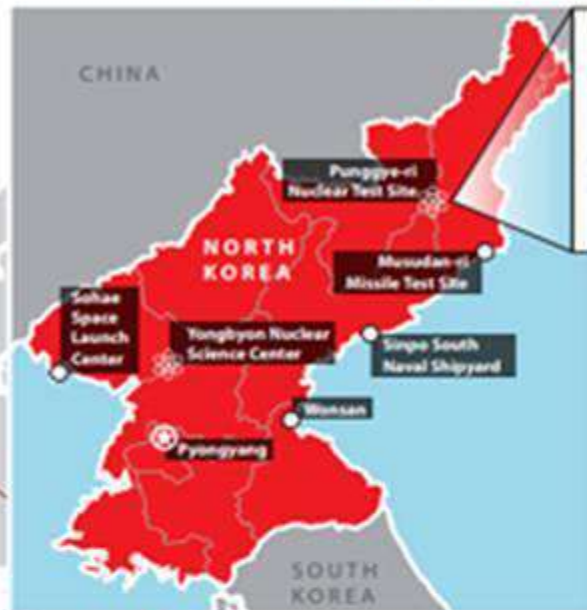 CHINA
Punggye-ri
Nuclear Test Site
NORTH
KOREA
Musudan-ri
Missile Test Site
Sohae
Space
Launch
Center
Yongbyon Nuclear
Science Center
Sinpo South
Naval Shipyard
Wonsan
Pyongyang
SOUTH
KOREA